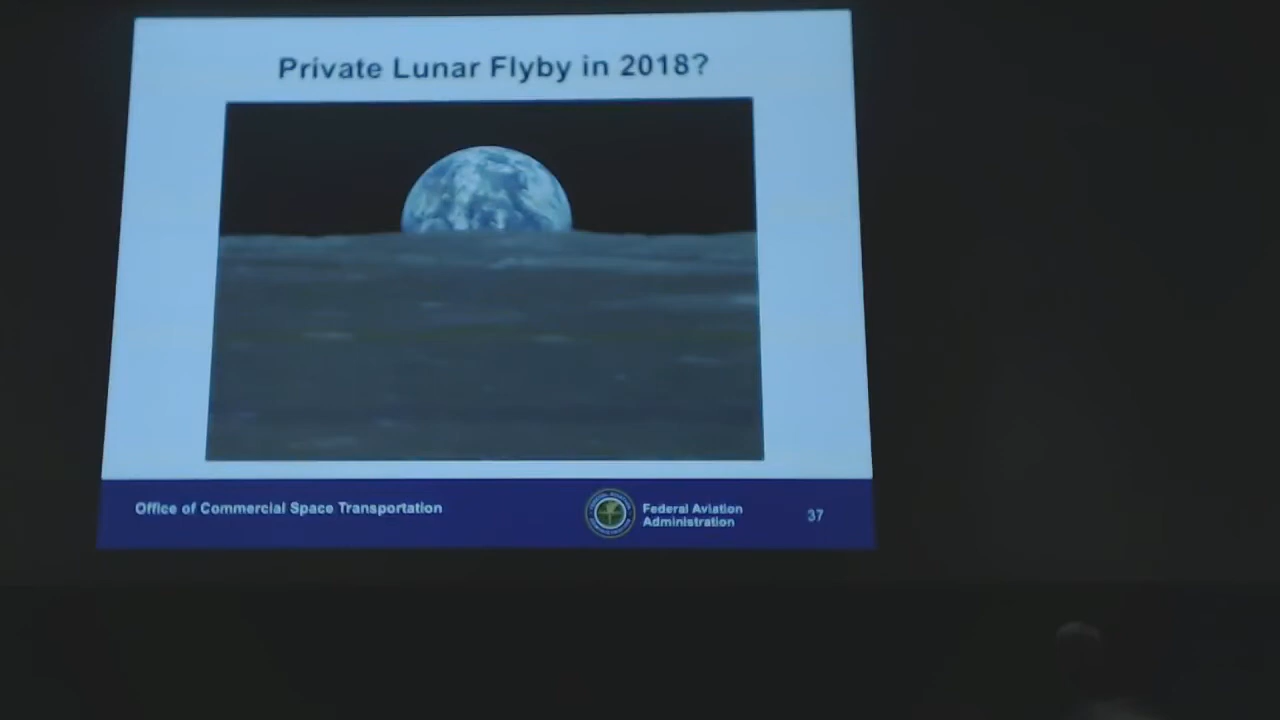 Private Lunar Flyby in 2018?
Office of Commercial Space Transportation
Federal Aviation
Administration
37